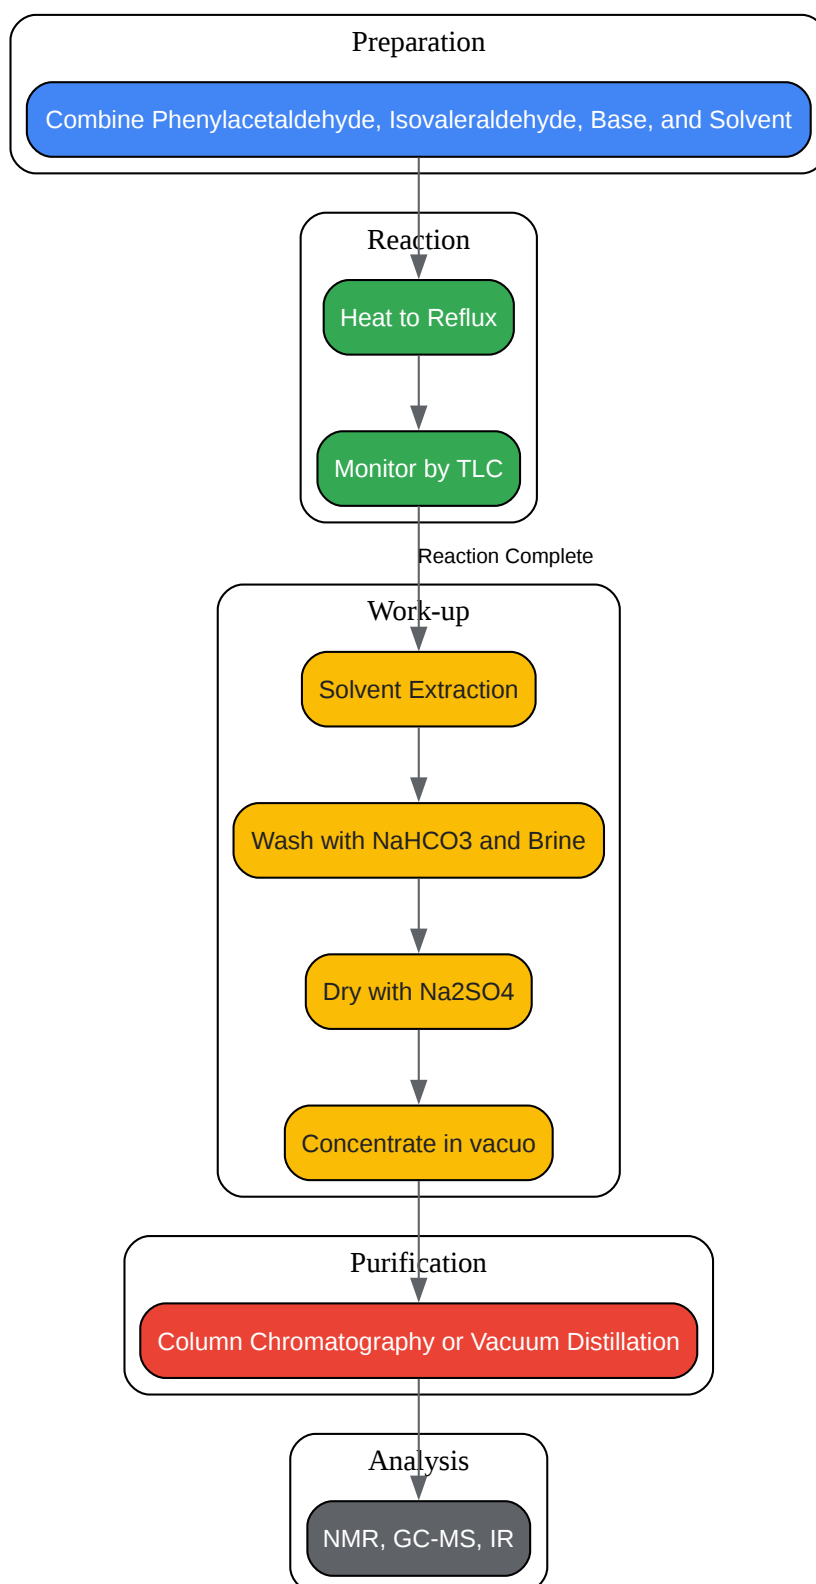 Preparation
Combine Phenylacetaldehyde, Isovaleraldehyde, Base, and Solvent
Reaction
Heat to Reflux
Monitor by TLC
Reaction Complete
Work-up
Solvent Extraction
Wash with NaHCO3 and Brine
Dry with Na2SO4
Concentrate in vacuo
Purification
Column Chromatography or Vacuum Distillation
Analysis
NMR, GC-MS, IR